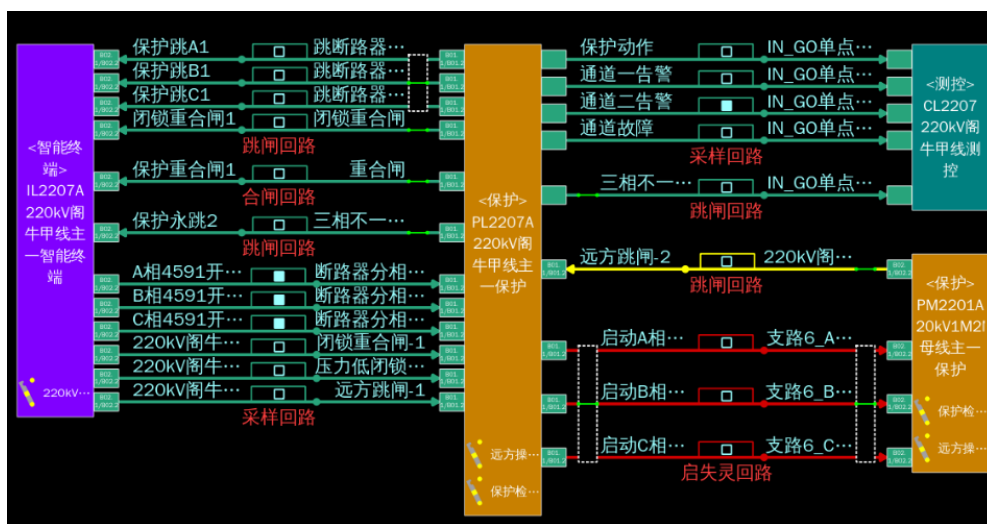 <智能终
端>
IL2207A
220kV阁
牛甲线主
一智能终
端
220kV…
保护跳A1
跳断路器…
保护跳B1
跳断路器…
保护跳C1
跳断路器…
闭锁重合闸1
闭锁重合闸
跳闸回路
保护重合闸1
重合闸
合闸回路
保护永跳2
三相不一…
跳闸回路
A相4591开…
断路器分相…
B相4591开…
断路器分相…
C相4591开…
断路器分相…
220kV阁牛…
闭锁重合闸-1
220kV阁牛…
压力低闭锁…
220kV阁牛…
远方跳闸-1
采样回路
<保护>
PL2207A
220kV阁
牛甲线主
一保护
远方操…
保护检…
保护动作
IN_GO单点…
通道一告警
IN_GO单点…
通道二告警
IN_GO单点…
通道故障
IN_GO单点…
采样回路
三相不一…
IN_GO单点…
跳闸回路
<测控>
CL2207
220kV阁
牛甲线测
控
远方跳闸-2
220kV阁…
跳闸回路
启动A相…
支路6_A…
启动B相…
支路6_B…
启动C相…
支路6_C…
启失灵回路
<保护>
PM2201A
20kV1M2
母线主一
保护
保护检…
远方操…